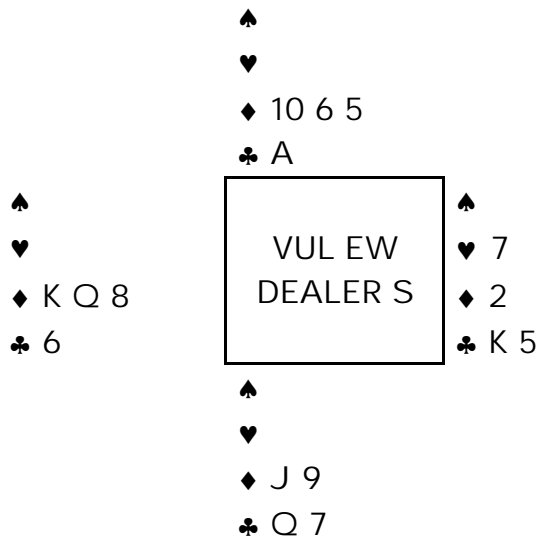 ♠
♥
♦ 10 6 5
♣ A
♠
♥
♦ K Q 8
♣ 6
VUL EW
DEALER S
♠
♥ 7
♦ 2
♣ K 5
♠
♥
♦ J 9
♣ Q 7